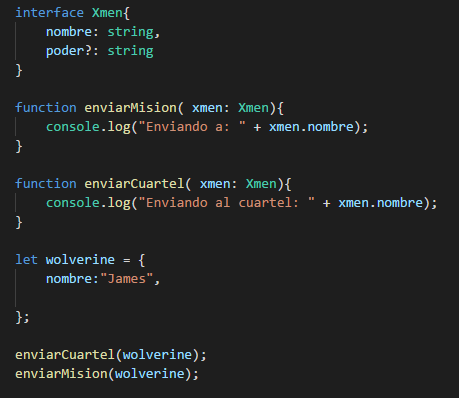 interface Xmen{
    nombre: string,
    poder?: string
}
function enviarMision( xmen: Xmen){
    console.log("Enviando a: " + xmen.nombre);
}
function enviarCuartel( xmen: Xmen){
    console.log("Enviando al cuartel: " + xmen.nombre);
}
let wolverine = {
    nombre:"James",
};
enviarCuartel(wolverine);
enviarMision(wolverine);